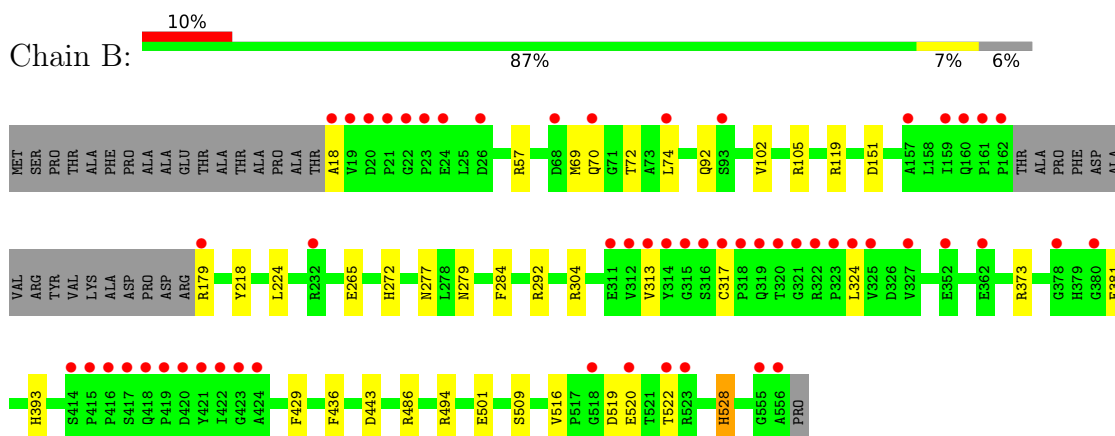 10%
Chain B:
87% 7% 6%
MET SER PRO THR ALA PHE PRO ALA ALA GLU THR ALA THR ALA PRO ALA THR A18 V19 D20 P21 G22 P23 E24 L25 D26 R57 D68 M69 Q70 G71 T72 A73 L74 Q92 S93 V102 R105 R119 D151 A157 L158 I159 Q160 P161 P162 THR ALA PRO PHE ASP ALA
VAL ARG TYR VAL LYS ALA ASP PRO ASP ARG R179 Y218 L224 R232 E265 H272 N277 L278 N279 F284 R292 R304 E311 V312 V313 Y314 G315 S316 C317 P318 Q319 T320 G321 R322 P323 L324 V325 D326 V327 E352 E362 R373 G378 H379 G380 E381
H393 S414 P415 P416 S417 Q418 P419 D420 Y421 I422 G423 A424 F429 F436 D443 R486 R494 E501 S509 V516 P517 G518 D519 E520 T521 T522 R523 H528 G555 A556 PRO